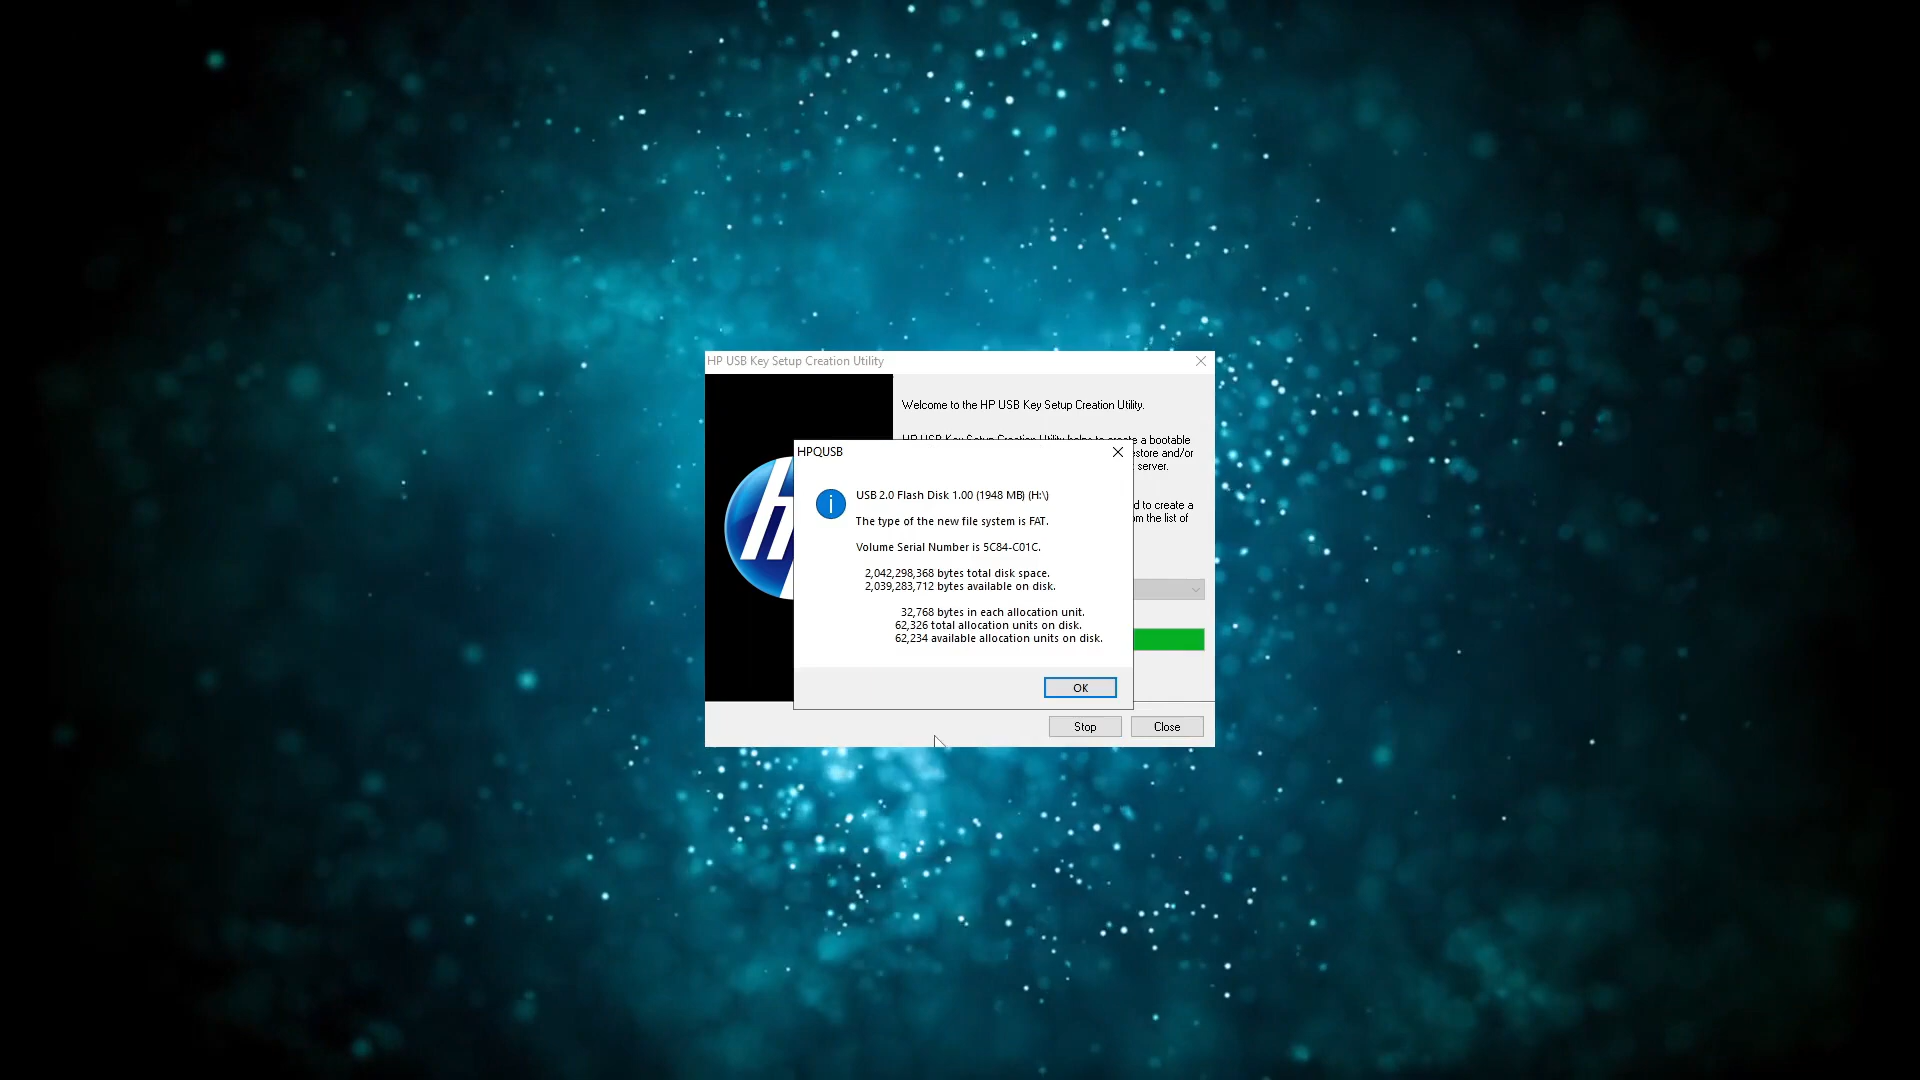 HP USB Key Setup Creation Utility
Welcome to the HP USB Key Setup Creation Utility.
HP USB Key Setup Creation Utility helps to create a bootable
estore and/or
server.
d to create a
om the list of
HPQUSB
USB 2.0 Flash Disk 1.00 (1948 MB) (H:\)
The type of the new file system is FAT.
Volume Serial Number is 5C84-C01C.
2,042,298,368 bytes total disk space.
2,039,283,712 bytes available on disk.
32,768 bytes in each allocation unit.
62,326 total allocation units on disk.
62,234 available allocation units on disk.
OK
Stop
Close